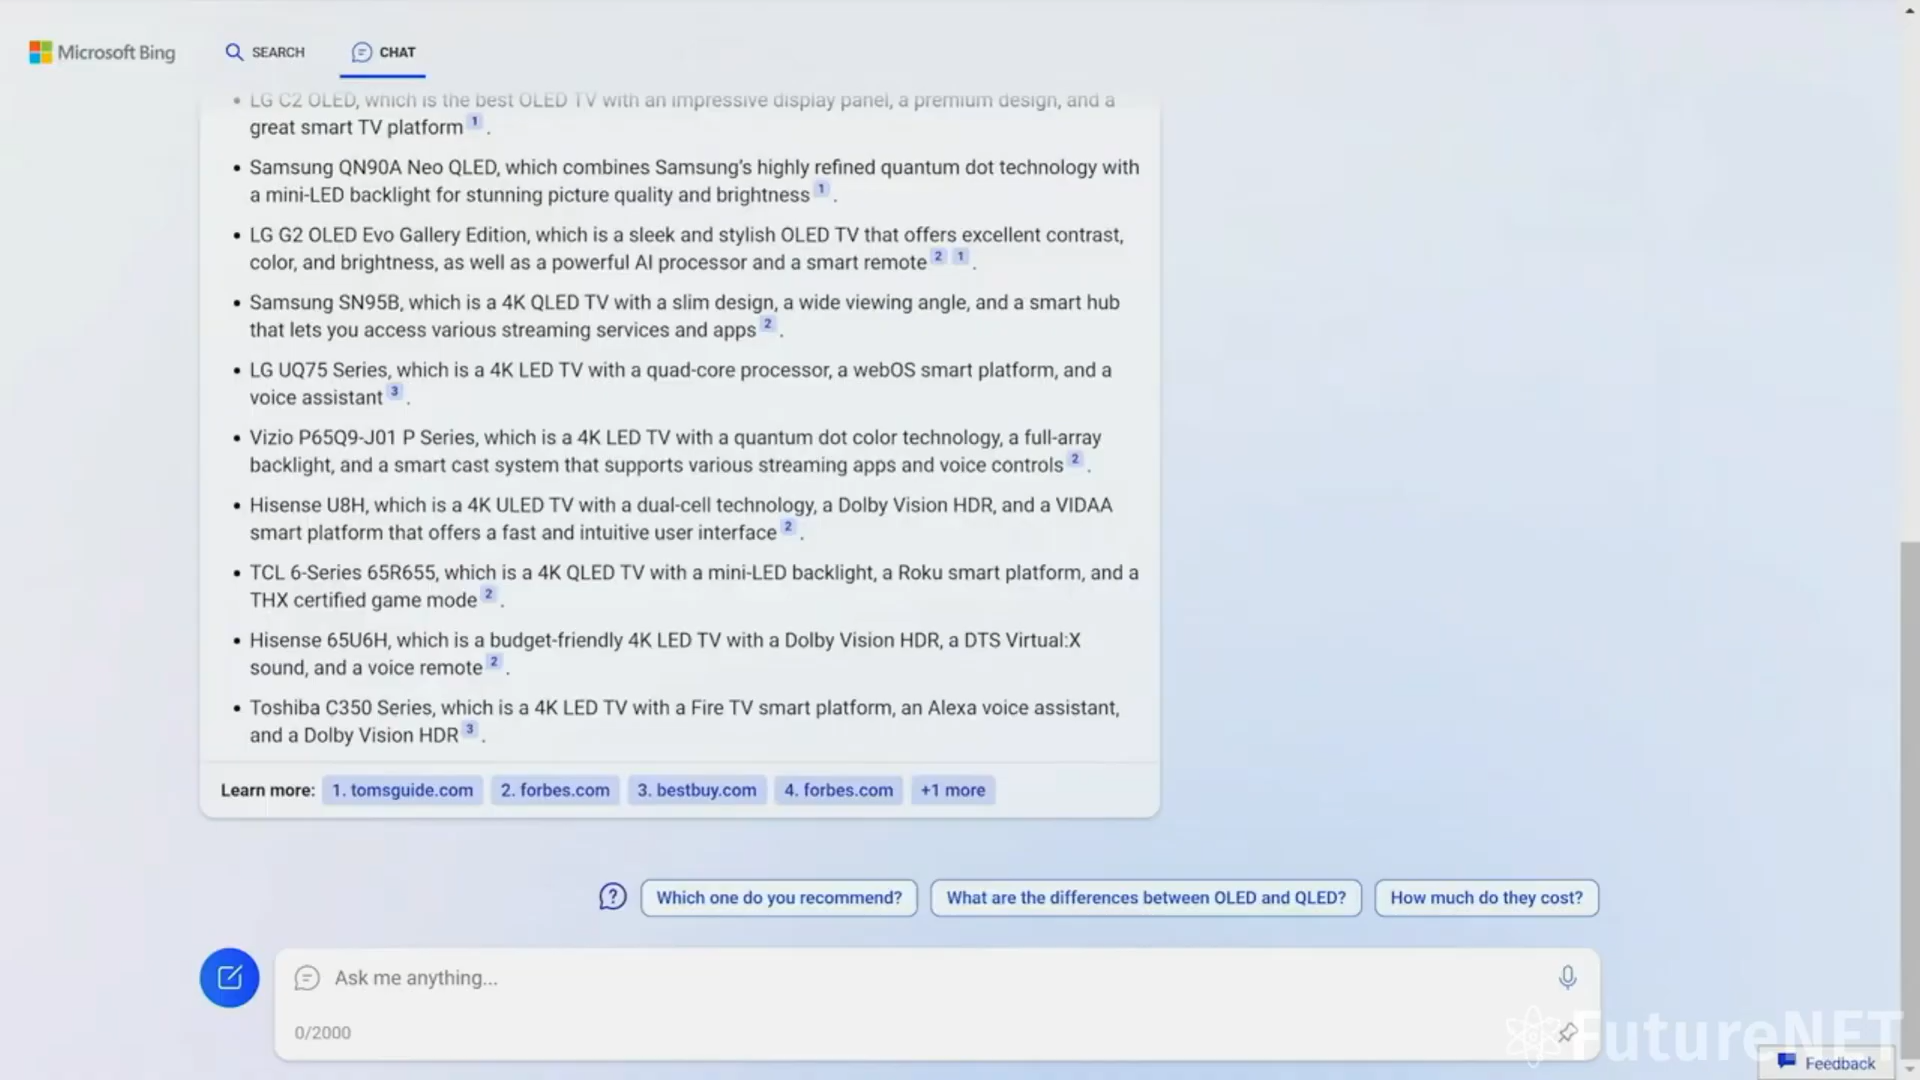 Microsoft Bing
SEARCH
CHAT
• LG C2 OLED, which is the best OLED TV with an impressive display panel, a premium design, and a
great smart TV platform 1 .
• Samsung QN90A Neo QLED, which combines Samsung's highly refined quantum dot technology with
a mini-LED backlight for stunning picture quality and brightness 1 .
• LG G2 OLED Evo Gallery Edition, which is a sleek and stylish OLED TV that offers excellent contrast,
color, and brightness, as well as a powerful AI processor and a smart remote 2 1 .
• Samsung SN95B, which is a 4K QLED TV with a slim design, a wide viewing angle, and a smart hub
that lets you access various streaming services and apps 2 .
• LG UQ75 Series, which is a 4K LED TV with a quad-core processor, a webOS smart platform, and a
voice assistant 3 .
• Vizio P65Q9-J01 P Series, which is a 4K LED TV with a quantum dot color technology, a full-array
backlight, and a smart cast system that supports various streaming apps and voice controls 2 .
• Hisense U8H, which is a 4K ULED TV with a dual-cell technology, a Dolby Vision HDR, and a VIDAA
smart platform that offers a fast and intuitive user interface 2 .
• TCL 6-Series 65R655, which is a 4K QLED TV with a mini-LED backlight, a Roku smart platform, and a
THX certified game mode 2 .
• Hisense 65U6H, which is a budget-friendly 4K LED TV with a Dolby Vision HDR, a DTS Virtual:X
sound, and a voice remote 2 .
• Toshiba C350 Series, which is a 4K LED TV with a Fire TV smart platform, an Alexa voice assistant,
and a Dolby Vision HDR 3 .
Learn more: 1. tomsguide.com 2. forbes.com 3. bestbuy.com 4. forbes.com +1 more
Which one do you recommend?
What are the differences between OLED and QLED?
How much do they cost?
Ask me anything...
0/2000
FutureNET
Feedback